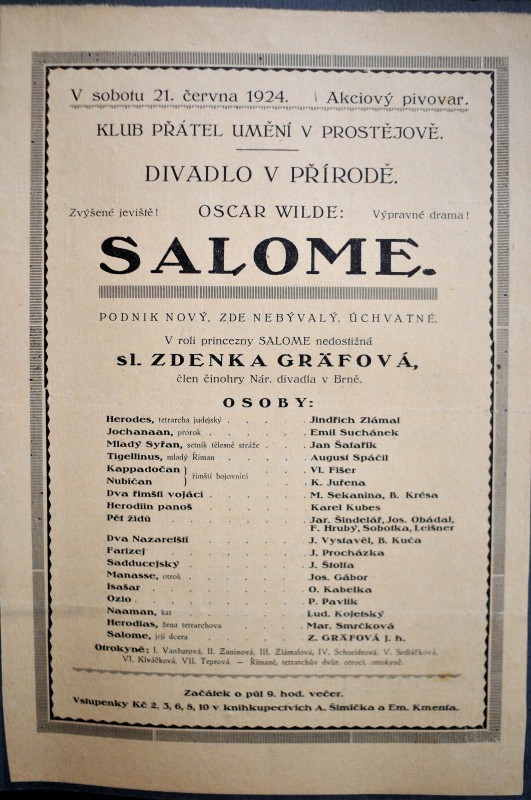 V sobotu 21. června 1924. Akciový pivovar.
KLUB PŘÁTEL UMĚNÍ V PROSTĚJOVĚ.
DIVADLO V PŘÍRODĚ.
Zvýšené jeviště! OSCAR WILDE: Výpravné drama!
SALOME.
PODNIK NOVÝ, ZDE NEBÝVALÝ. ÚCHVATNÉ.
V roli princezny SALOME nedostižná
sl. ZDENKA GRÄFOVÁ,
člen činohry Nár. divadla v Brně.
OSOBY:
Herodes, tetrarcha judejský . . . . Jindřich Zlámal
Jochanaan, prorok . . . . . Emil Suchánek
Mladý Syřan, setník tělesné stráže . . Jan Šafařík
Tigellinus, mladý Říman . . . . August Spáčil
Kappadočan } římští bojovníci . . . Vl. Fišer
Nubičan } . . . K. Juřena
Dva římští vojáci . . . . . M. Sekanina, B. Krésa
Herodiin panoš . . . . . Karel Kubes
Pět židů . . . . . . Jar. Šindelář, Jos. Obádal,
F. Hrubý, Sobotka, Leišner
Dva Nazaretští . . . . . J. Vystavěl, B. Kuča
Farizej . . . . . . J. Procházka
Sadducejský . . . . . J. Štolfa
Manasse, otrok . . . . . Jos. Gábor
Isašar . . . . . . O. Kabelka
Ozio . . . . . . P. Pavlík
Naaman, kat . . . . . Lud. Kojetský
Herodias, žena tetrarchova . . . . Mar. Smrčková
Salome, její dcera . . . . . Z. GRÄFOVÁ j. h.
Otrokyně: I. Vanžurová, II. Zaninová, III. Zlámalová, IV. Schneidrová, V. Sedláčková,
VI. Klváčková, VII. Teprová. – Římané, tetrarchův dvůr, otroci, otrokyně.
Začátek o půl 9. hod. večer.
Vstupenky Kč 2, 3, 6, 8, 10 v knihkupectvích A. Šimíčka a Em. Kmenta.